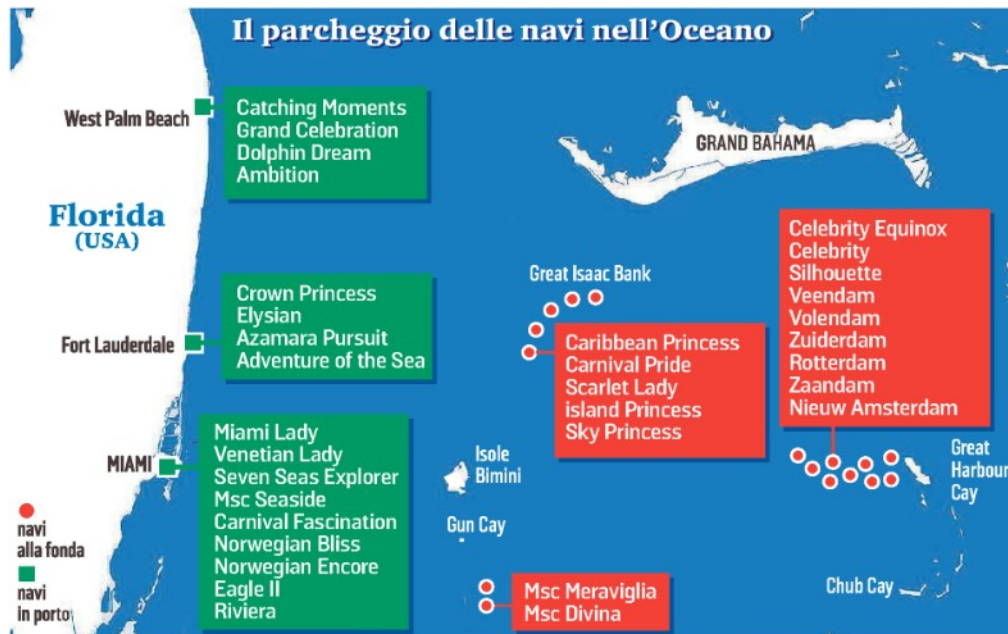 Il parcheggio delle navi nell'Oceano
West Palm Beach
Catching Moments
Grand Celebration
Dolphin Dream
Ambition
GRAND BAHAMA
Florida
(USA)
Celebrity Equinox
Celebrity
Silhouette
Veendam
Volendam
Zuiderdam
Rotterdam
Zaandam
Nieuw Amsterdam
Great Isaac Bank
Fort Lauderdale
Crown Princess
Elysian
Azamara Pursuit
Adventure of the Sea
Caribbean Princess
Carnival Pride
Scarlet Lady
island Princess
Sky Princess
MIAMI
Miami Lady
Venetian Lady
Seven Seas Explorer
Msc Seaside
Carnival Fascination
Norwegian Bliss
Norwegian Encore
Eagle II
Riviera
Isole
Bimini
Great
Harbour
Cay
Gun Cay
navi
alla fonda
navi
in porto
Msc Meraviglia
Msc Divina
Chub Cay